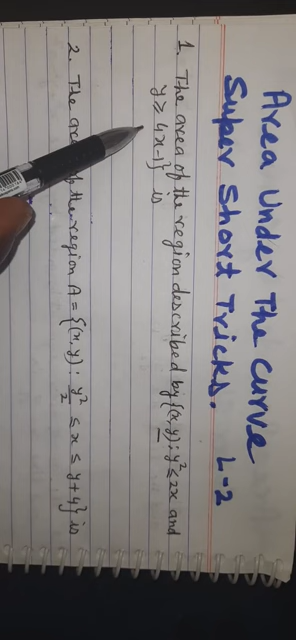 Area Under The Curve
Super Short Tricks. L-2
1. The area of the region described by {(x,y): y² ≤ 2x and
y ≥ 4x-1} is
2. The area of the region A = {(x,y): y²/2 ≤ x ≤ y+4} is